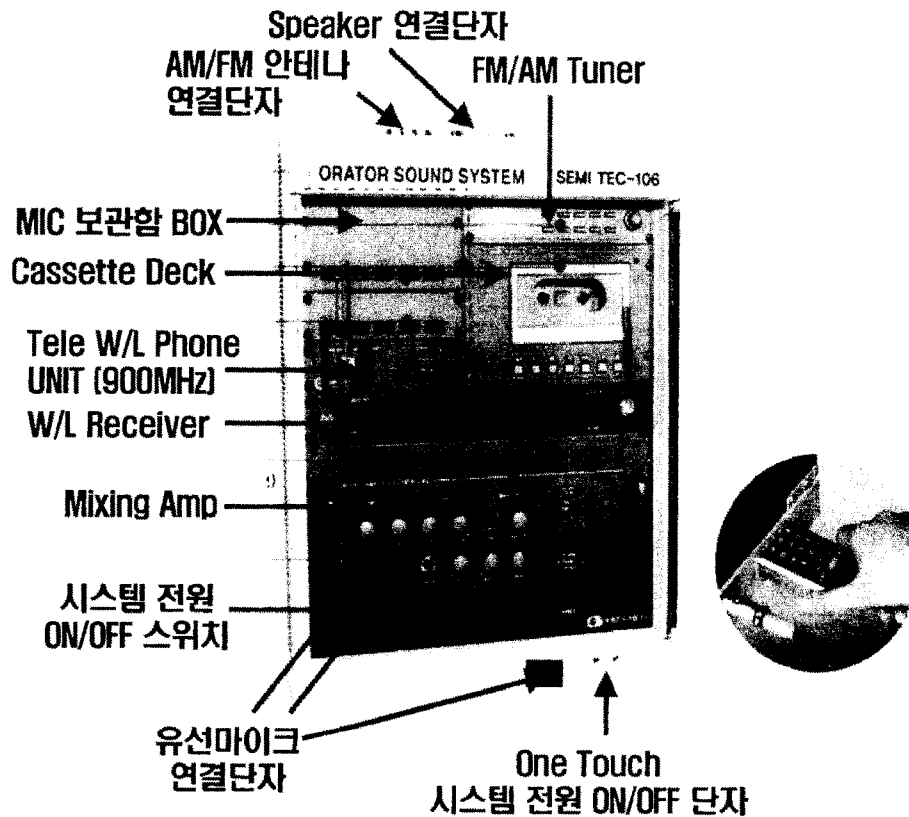 Speaker 연결단자
AM/FM 안테나
연결단자
FM/AM Tuner
ORATOR SOUND SYSTEM
SEMI TEC-106
MIC 보관함 BOX
Cassette Deck
Tele W/L Phone
UNIT (900MHz)
W/L Receiver
Mixing Amp
시스템 전원
ON/OFF 스위치
유선마이크
연결단자
One Touch
시스템 전원 ON/OFF 단자